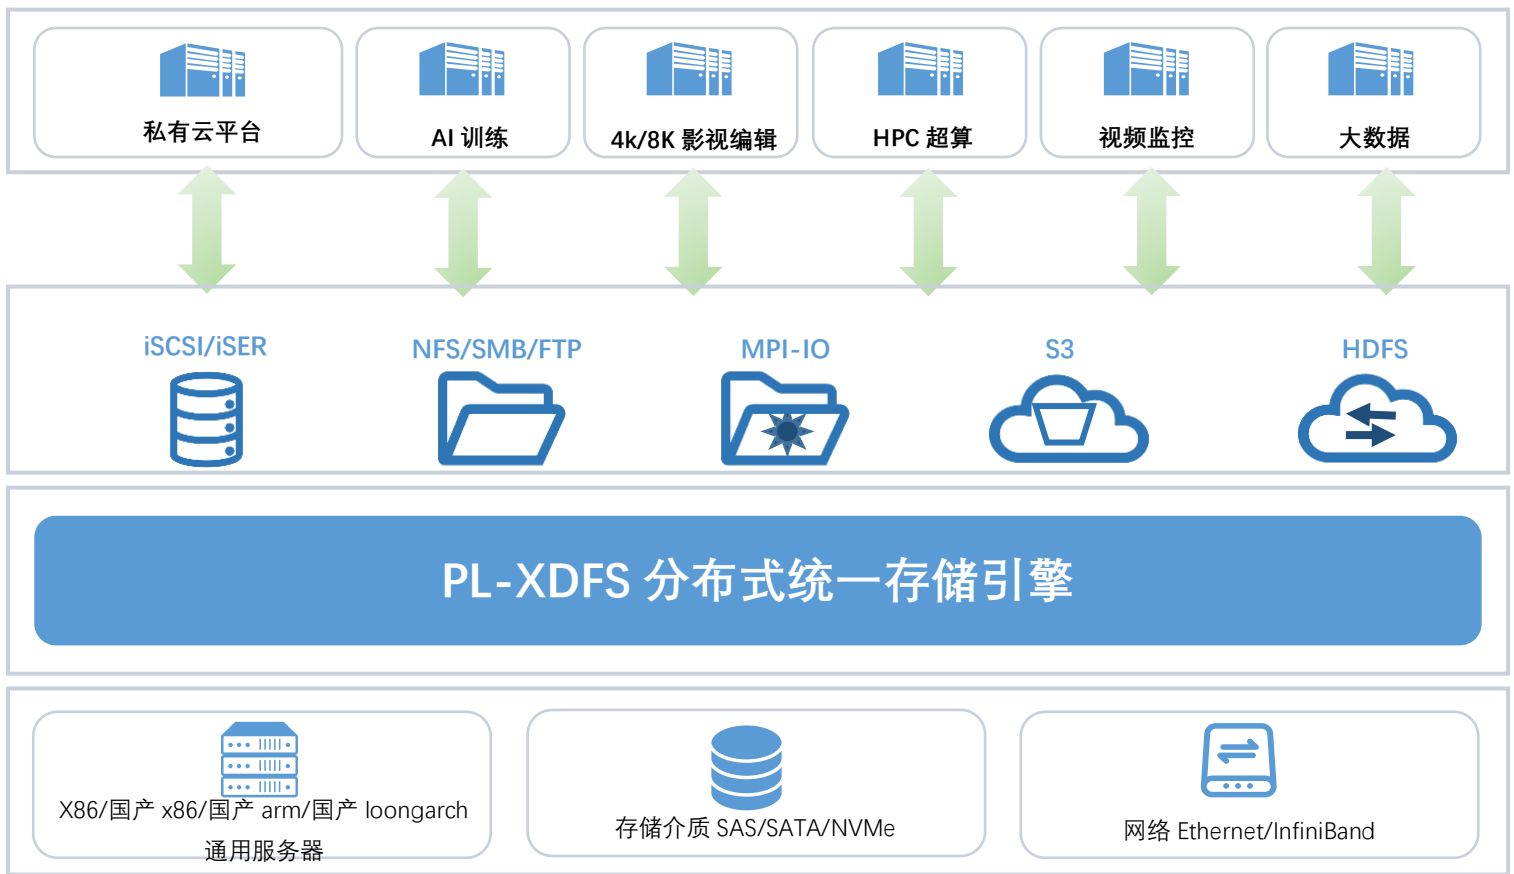 私有云平台
AI 训练
4k/8K 影视编辑
HPC 超算
视频监控
大数据
iSCSI/iSER
NFS/SMB/FTP
MPI-IO
S3
HDFS
PL-XDFS 分布式统一存储引擎
X86/国产 x86/国产 arm/国产 loongarch
通用服务器
存储介质 SAS/SATA/NVMe
网络 Ethernet/InfiniBand